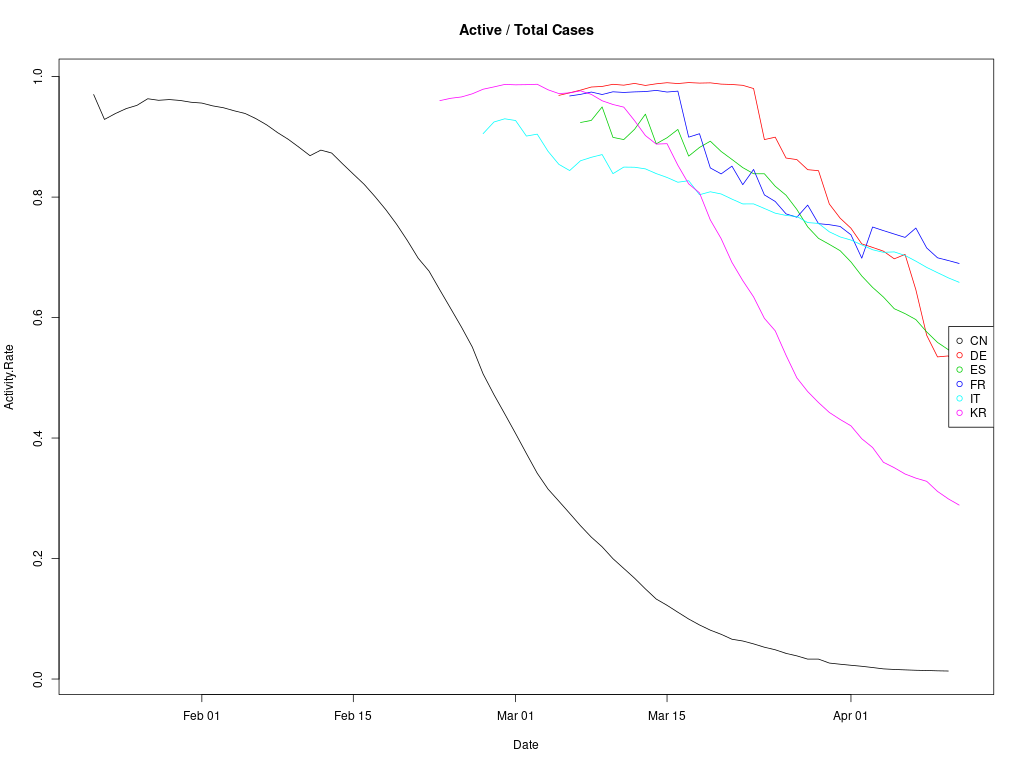 Active / Total Cases
Activity.Rate
1.0
0.8
0.6
0.4
0.2
0.0
CN
DE
ES
FR
IT
KR
Feb 01
Feb 15
Mar 01
Mar 15
Apr 01
Date